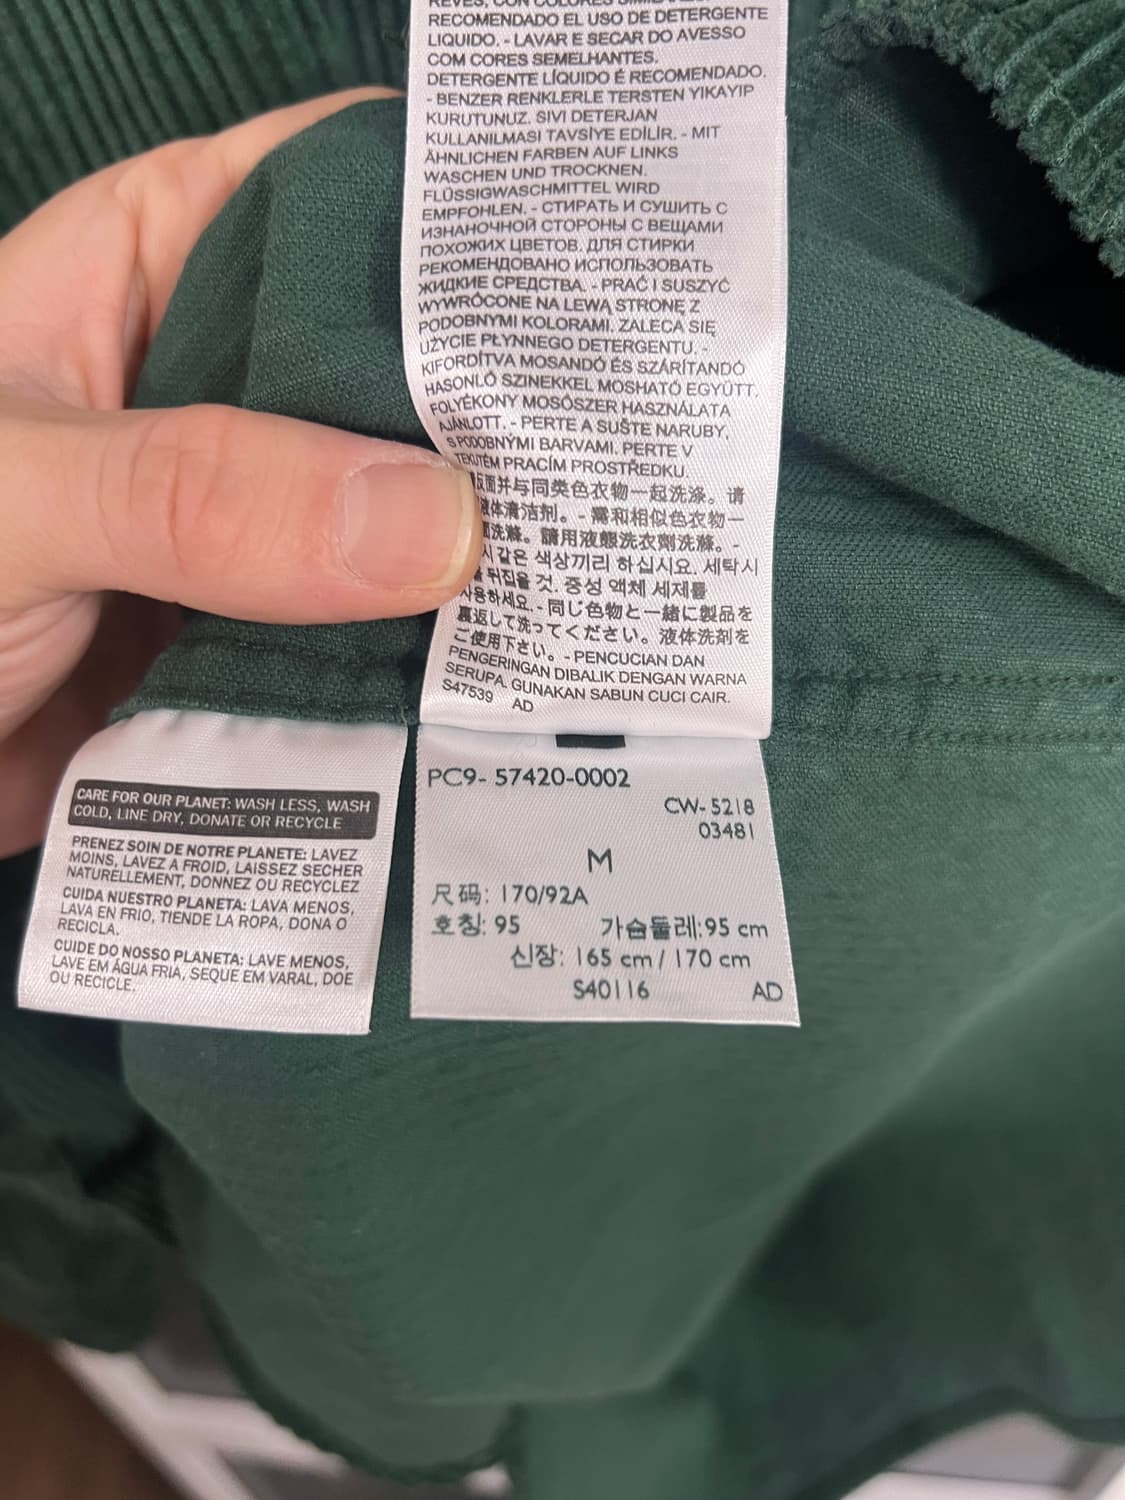 REVÉS, CON COLORES
RECOMENDADO EL USO DE DETERGENTE
LIQUIDO. - LAVAR E SECAR DO AVESSO
COM CORES SEMELHANTES.
DETERGENTE LÍQUIDO É RECOMENDADO.
- BENZER RENKLERLE TERSTEN YIKAYIP
KURUTUNUZ. SIVI DETERJAN
KULLANILMASI TAVSİYE EDİLİR. - MIT
ÄHNLICHEN FARBEN AUF LINKS
WASCHEN UND TROCKNEN.
FLÜSSIGWASCHMITTEL WIRD
EMPFOHLEN. - СТИРАТЬ И СУШИТЬ С
ИЗНАНОЧНОЙ СТОРОНЫ С ВЕЩАМИ
ПОХОЖИХ ЦВЕТОВ. ДЛЯ СТИРКИ
РЕКОМЕНДОВАНО ИСПОЛЬЗОВАТЬ
ЖИДКИЕ СРЕДСТВА. - PRAĆ I SUSZYĆ
WYWRÓCONE NA LEWĄ STRONĘ Z
PODOBNYMI KOLORAMI. ZALECA SIĘ
UŻYCIE PŁYNNEGO DETERGENTU. -
KIFORDÍTVA MOSANDÓ ÉS SZÁRÍTANDÓ
HASONLÓ SZINEKKEL MOSHATÓ EGYÜTT.
FOLYÉKONY MOSÓSZER HASZNÁLATA
AJÁNLOTT. - PERTE A SUŠTE NARUBY,
S PODOBNÝMI BARVAMI. PERTE V
TEKUTÉM PRACÍM PROSTŘEDKU.
反面并与同类色衣物一起洗涤。请
液体清洁剂。- 需和相似色衣物一
面洗滌。請用液態洗衣劑洗滌。-
시 같은 색상끼리 하십시요. 세탁시
뒤집을 것. 중성 액체 세제를
사용하세요. - 同じ色物と一緒に製品を
裏返して洗ってください。液体洗剤を
ご使用下さい。- PENCUCIAN DAN
PENGERINGAN DIBALIK DENGAN WARNA
SERUPA. GUNAKAN SABUN CUCI CAIR.
S47539 AD
PC9- 57420-0002
CW-5218
03481
M
尺码: 170/92A
호칭: 95 가슴둘레:95 cm
신장: 165 cm / 170 cm
S40116 AD
CARE FOR OUR PLANET: WASH LESS, WASH
COLD, LINE DRY, DONATE OR RECYCLE
PRENEZ SOIN DE NOTRE PLANETE: LAVEZ
MOINS, LAVEZ A FROID, LAISSEZ SECHER
NATURELLEMENT, DONNEZ OU RECYCLEZ
CUIDA NUESTRO PLANETA: LAVA MENOS,
LAVA EN FRIO, TIENDE LA ROPA, DONA O
RECICLA.
CUIDE DO NOSSO PLANETA: LAVE MENOS,
LAVE EM ÁGUA FRIA, SEQUE EM VARAL, DOE
OU RECICLE.